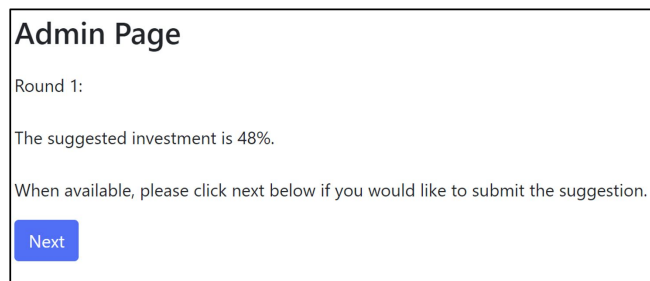 Admin Page
Round 1:
The suggested investment is 48%.
When available, please click next below if you would like to submit the suggestion.
Next